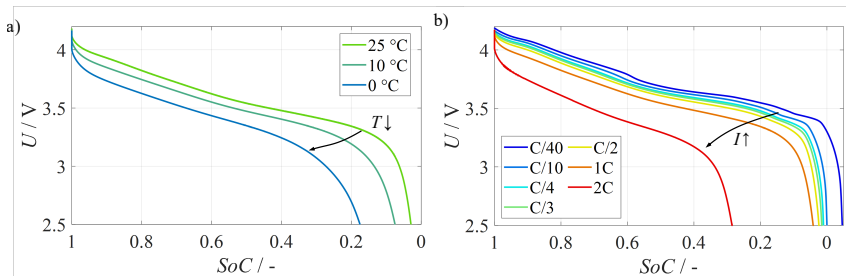 a)
4
3.5
3
2.5
U / V
1
0.8
0.6
0.4
0.2
0
SoC / -
25 °C
10 °C
0 °C
T↓
b)
4
3.5
3
2.5
U / V
1
0.8
0.6
0.4
0.2
0
SoC / -
C/40
C/10
C/4
C/3
C/2
1C
2C
I↑